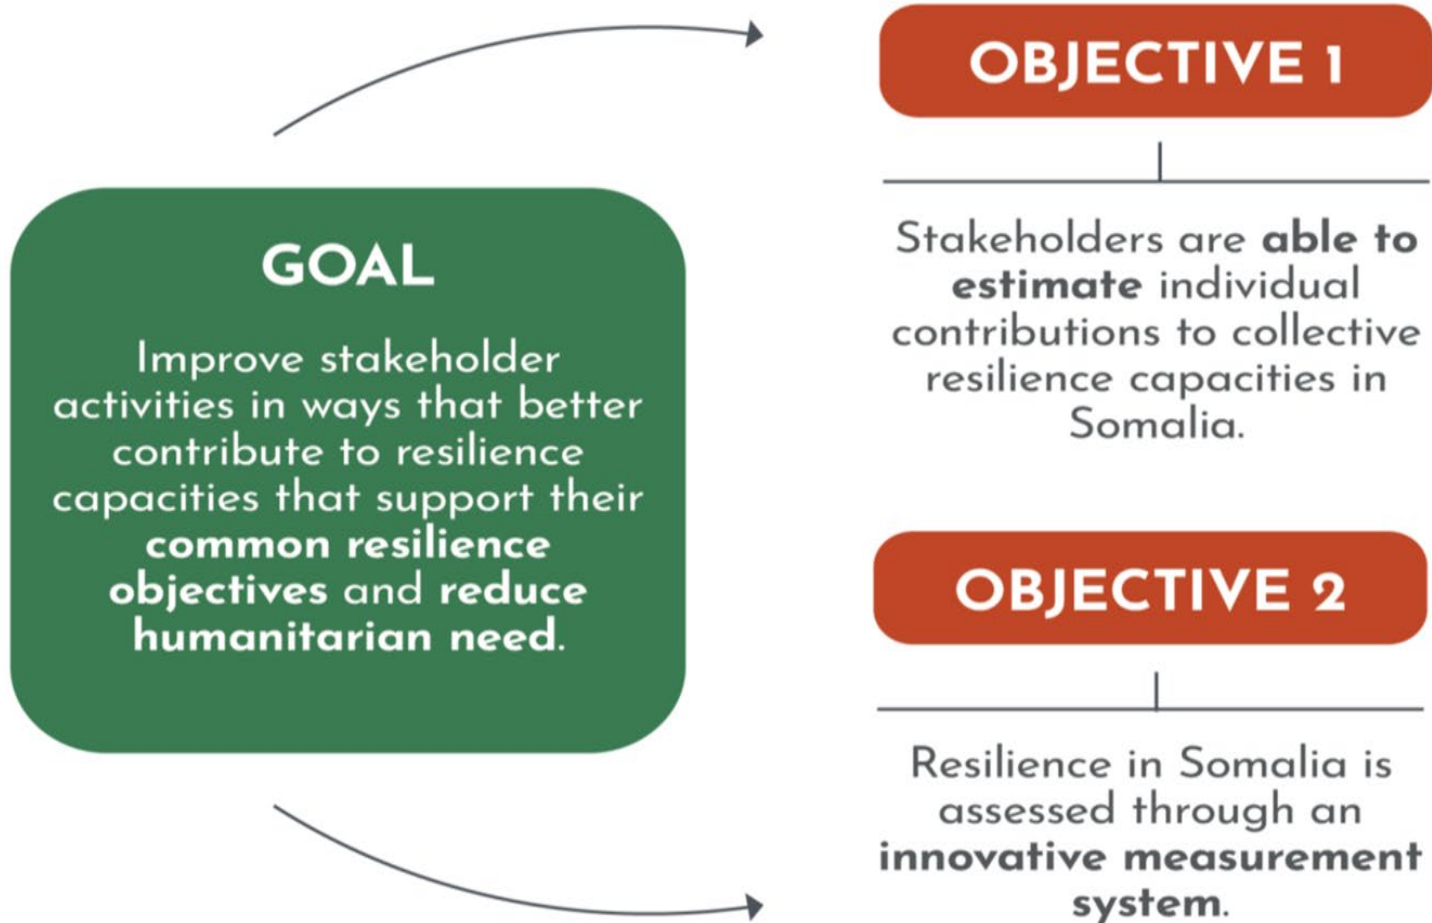 GOAL
Improve stakeholder
activities in ways that better
contribute to resilience
capacities that support their
common resilience
objectives and reduce
humanitarian need.
OBJECTIVE 1
Stakeholders are able to
estimate individual
contributions to collective
resilience capacities in
Somalia.
OBJECTIVE 2
Resilience in Somalia is
assessed through an
innovative measurement
system.